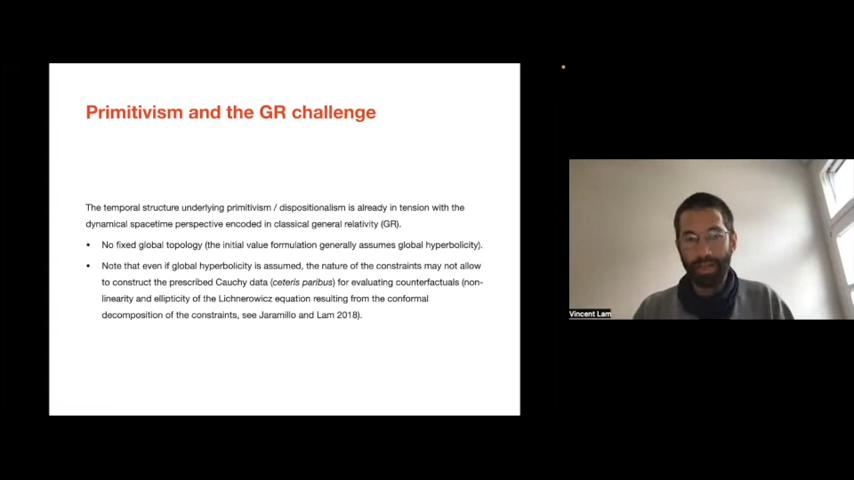 Primitivism and the GR challenge
The temporal structure underlying primitivism / dispositionalism is already in tension with the
dynamical spacetime perspective encoded in classical general relativity (GR).
• No fixed global topology (the initial value formulation generally assumes global hyperbolicity).
• Note that even if global hyperbolicity is assumed, the nature of the constraints may not allow
to construct the prescribed Cauchy data (ceteris paribus) for evaluating counterfactuals (non-
linearity and ellipticity of the Lichnerowicz equation resulting from the conformal
decomposition of the constraints, see Jaramillo and Lam 2018).
Vincent Lam